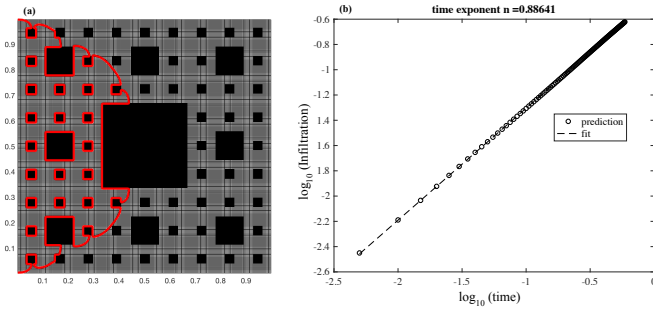 (a)
0.9
0.8
0.7
0.6
0.5
0.4
0.3
0.2
0.1
0.1 0.2 0.3 0.4 0.5 0.6 0.7 0.8 0.9
(b)
time exponent n =0.88641
-0.6
-0.8
-1
-1.2
-1.4
-1.6
-1.8
-2
-2.2
-2.4
-2.6
log10 (Infiltration)
prediction
fit
-2.5 -2 -1.5 -1 -0.5 0
log10 (time)